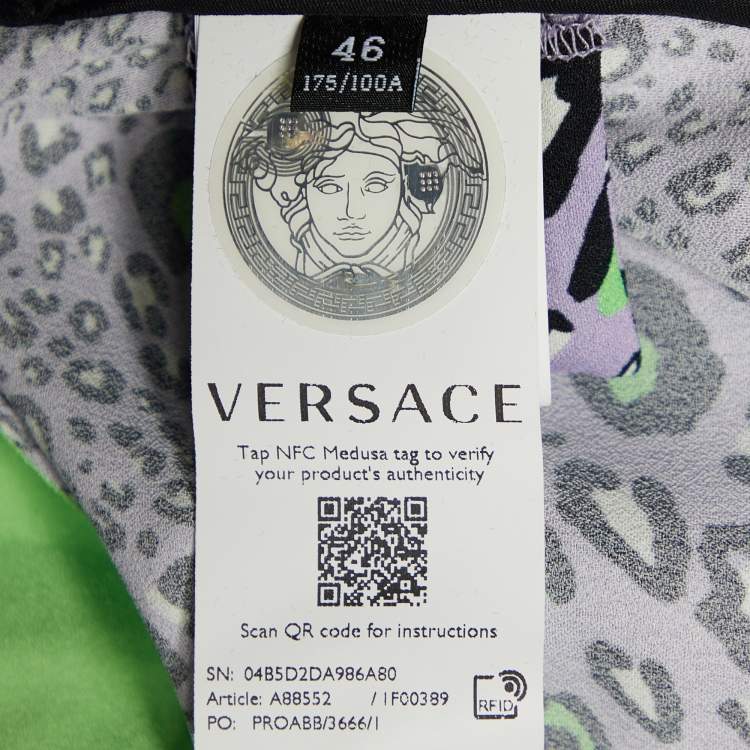 46
175/100A
VERSACE
Tap NFC Medusa tag to verify
your product's authenticity
Scan QR code for instructions
SN: 04B5D2DA986A80
Article: A88552 / 1F00389
PO: PROABB/3666/1
RFID